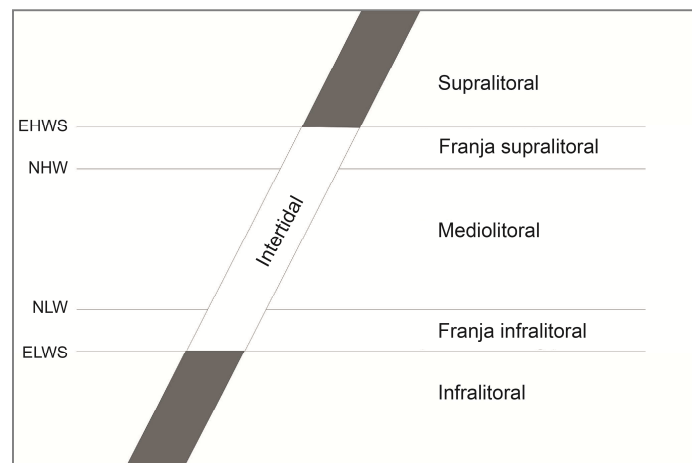 Supralitoral
EHWS
Franja supralitoral
NHW
Intertidal
Mediolitoral
NLW
Franja infralitoral
ELWS
Infralitoral